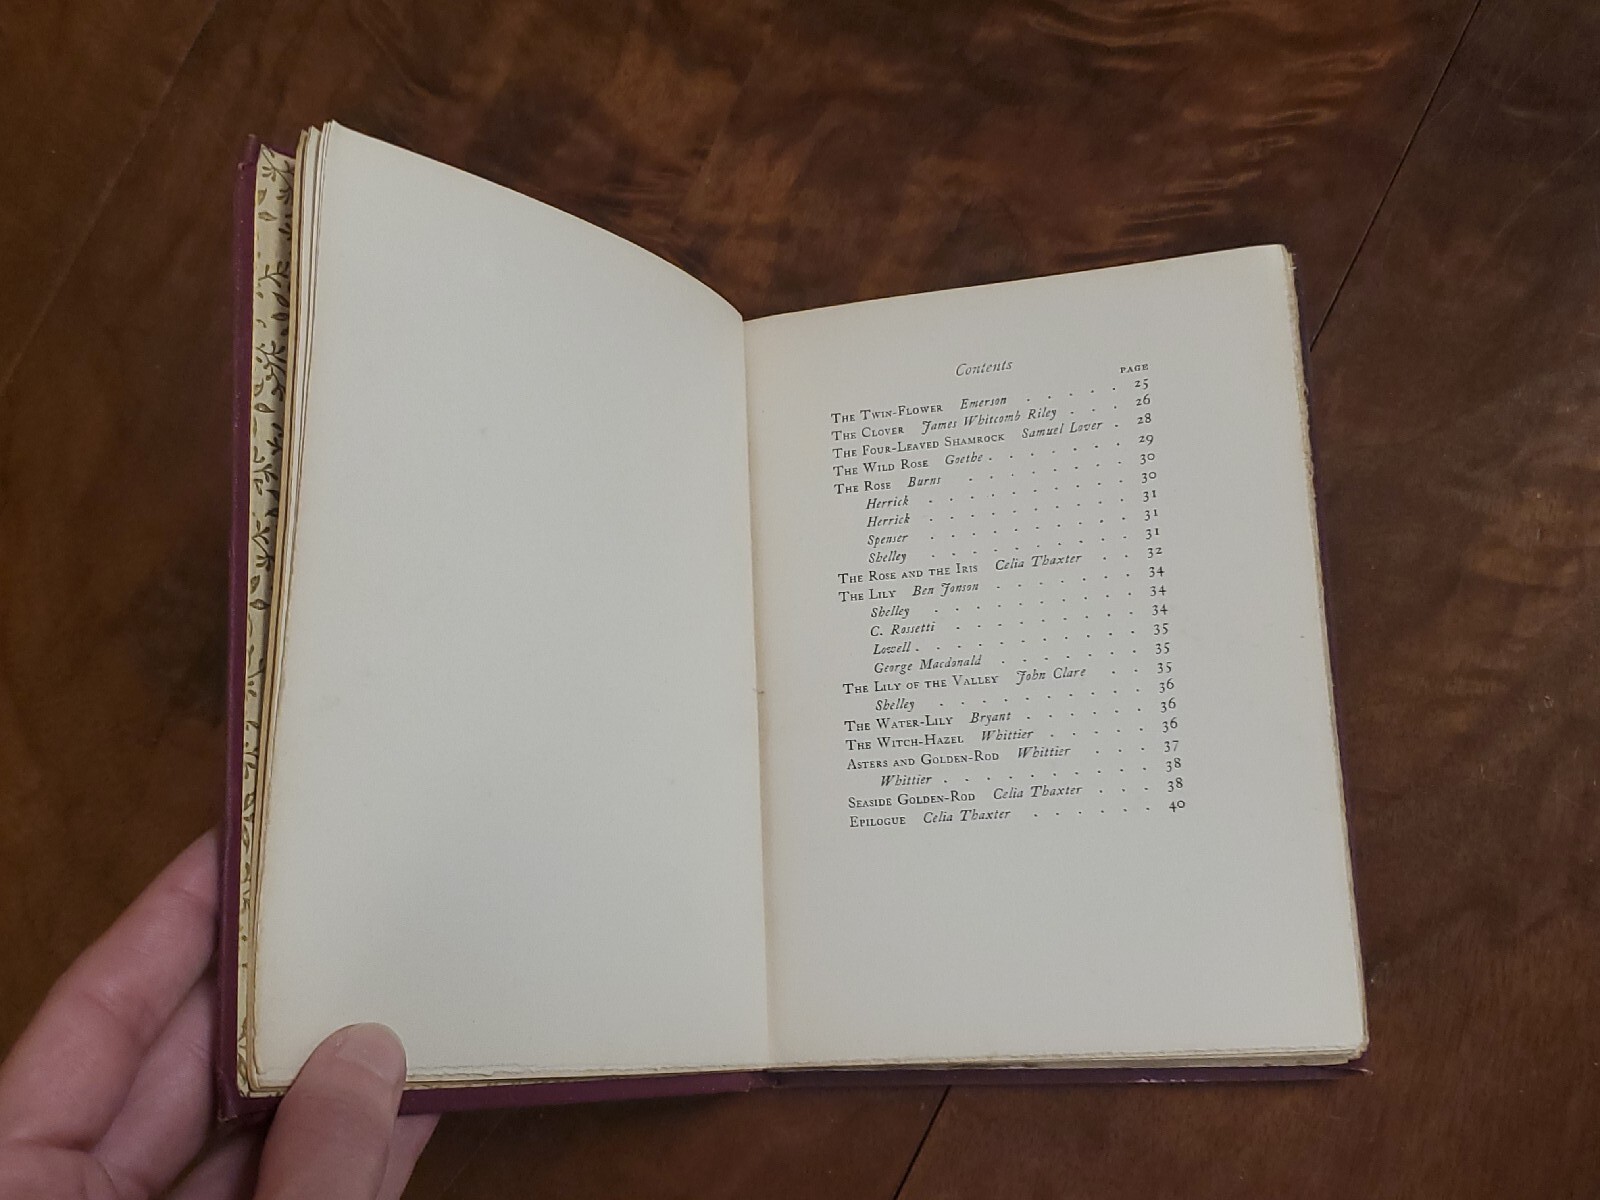 Contents
PAGE
THE TWIN-FLOWER Emerson . . . . . 25
THE CLOVER James Whitcomb Riley . . . 26
THE FOUR-LEAVED SHAMROCK Samuel Lover . 28
THE WILD ROSE Goethe . . . . . . . 29
THE ROSE Burns . . . . . . . . 30
Herrick . . . . . . . . . . 30
Herrick . . . . . . . . . . 31
Spenser . . . . . . . . . . 31
Shelley . . . . . . . . . . 31
THE ROSE AND THE IRIS Celia Thaxter . . 32
THE LILY Ben Jonson . . . . . . . 34
Shelley . . . . . . . . . . 34
C. Rossetti . . . . . . . . . 34
Lowell . . . . . . . . . . 35
George Macdonald . . . . . . . 35
THE LILY OF THE VALLEY John Clare . . 35
Shelley . . . . . . . . . . 36
THE WATER-LILY Bryant . . . . . . 36
THE WITCH-HAZEL Whittier . . . . . 36
ASTERS AND GOLDEN-ROD Whittier . . . 37
Whittier . . . . . . . . . . 38
SEASIDE GOLDEN-ROD Celia Thaxter . . . 38
EPILOGUE Celia Thaxter . . . . . . 40